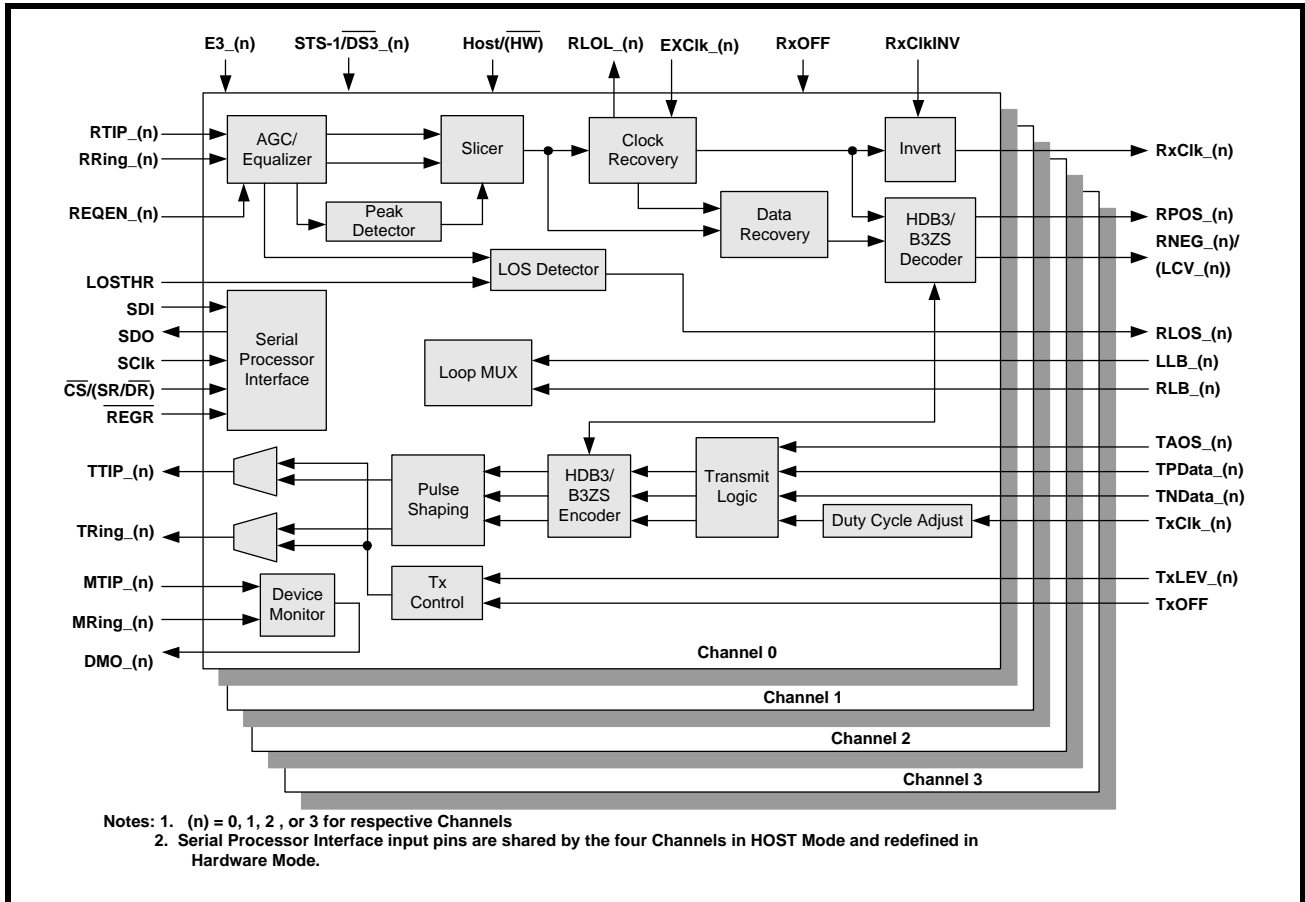 E3_(n)
STS-1/DS3_(n)
Host/(HW)
RLOL_(n)
EXClk_(n)
RxOFF
RxClkINV
RTIP_(n)
RRing_(n)
REQEN_(n)
LOSTHR
SDI
SDO
SClk
CS/(SR/DR)
REGR
TTIP_(n)
TRing_(n)
MTIP_(n)
MRing_(n)
DMO_(n)
AGC/
Equalizer
Slicer
Clock
Recovery
Invert
Peak
Detector
Data
Recovery
HDB3/
B3ZS
Decoder
LOS Detector
Serial
Processor
Interface
Loop MUX
Pulse
Shaping
HDB3/
B3ZS
Encoder
Transmit
Logic
Duty Cycle Adjust
Device
Monitor
Tx
Control
RxClk_(n)
RPOS_(n)
RNEG_(n)/
(LCV_(n))
RLOS_(n)
LLB_(n)
RLB_(n)
TAOS_(n)
TPData_(n)
TNData_(n)
TxClk_(n)
TxLEV_(n)
TxOFF
Channel 0
Channel 1
Channel 2
Channel 3
Notes: 1. (n) = 0, 1, 2 , or 3 for respective Channels
2. Serial Processor Interface input pins are shared by the four Channels in HOST Mode and redefined in
Hardware Mode.